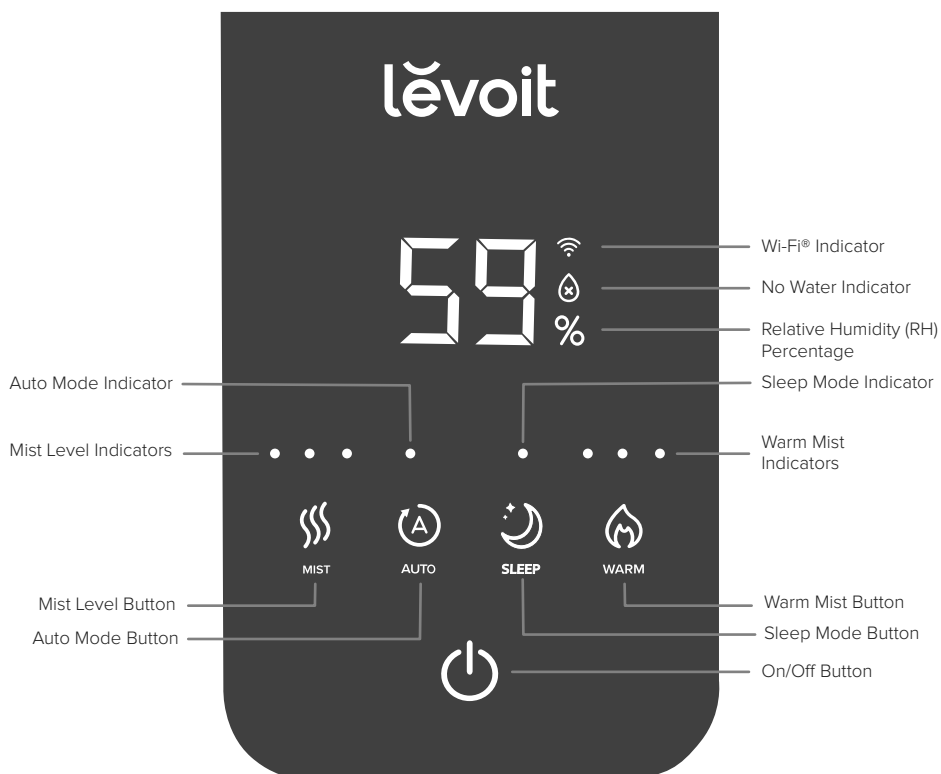 lĕvoit
59
%
Wi-Fi® Indicator
No Water Indicator
Relative Humidity (RH)
Percentage
Auto Mode Indicator
Sleep Mode Indicator
Mist Level Indicators
Warm Mist
Indicators
A
MIST
AUTO
SLEEP
WARM
Mist Level Button
Warm Mist Button
Auto Mode Button
Sleep Mode Button
On/Off Button